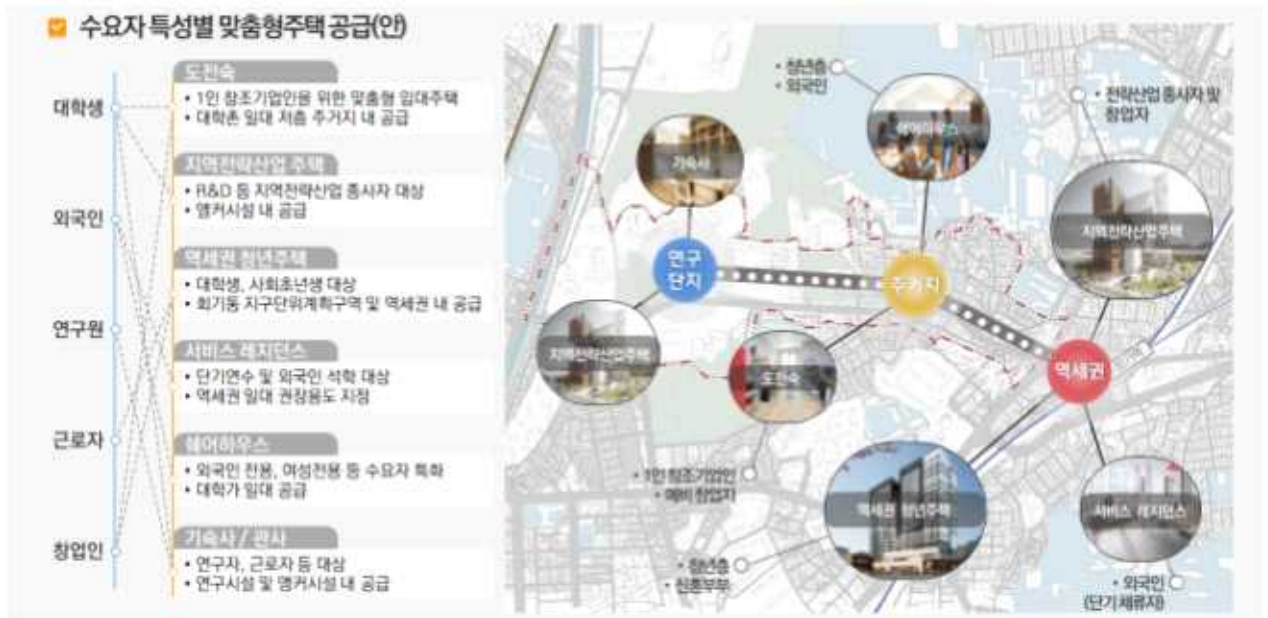 수요자 특성별 맞춤형주택 공급(안)
대학생
외국인
연구원
근로자
창업인
도전숙
• 1인 창조기업인을 위한 맞춤형 임대주택
• 대학촌 일대 저층 주거지 내 공급
지역전략산업 주택
• R&D 등 지역전략산업 종사자 대상
• 앵커시설 내 공급
역세권 청년주택
• 대학생, 사회초년생 대상
• 회기동 지구단위계획구역 및 역세권 내 공급
서비스 레지던스
• 단기연수 및 외국인 석학 대상
• 역세권 일대 권장용도 지정
쉐어하우스
• 외국인 전용, 여성전용 등 수요자 특화
• 대학가 일대 공급
기숙사 / 관사
• 연구자, 근로자 등 대상
• 연구시설 및 앵커시설 내 공급
• 청년층
• 외국인
• 전략산업 종사자 및
창업자
기숙사
쉐어하우스
지역전략산업주택
연구
단지
주거지
지역전략산업주택
도전숙
역세권
• 1인 창조기업인
• 예비 창업자
역세권 청년주택
서비스 레지던스
• 청년층
• 신혼부부
• 외국인
(단기체류자)